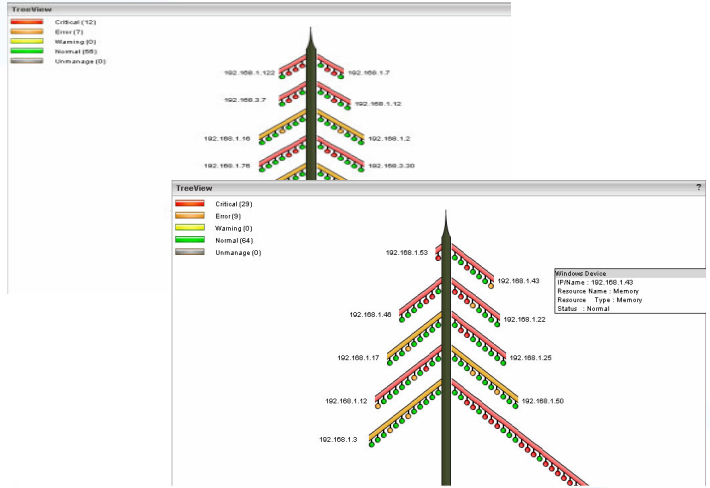 TreeView
Critical (12)
Error (7)
Warning (0)
Normal (55)
Unmanage (0)
192.168.1.122
192.168.1.7
192.168.3.7
192.168.1.12
192.168.1.16
192.168.1.2
192.168.1.76
192.168.3.30
TreeView ?
Critical (29)
Error (9)
Warning (0)
Normal (64)
Unmanage (0)
192.168.1.53
192.168.1.43
192.168.1.46
192.168.1.22
192.168.1.17
192.168.1.25
192.168.1.12
192.168.1.50
192.168.1.3
Windows Device
IP/Name : 192.168.1.43
Resource Name : Memory
Resource Type : Memory
Status : Normal